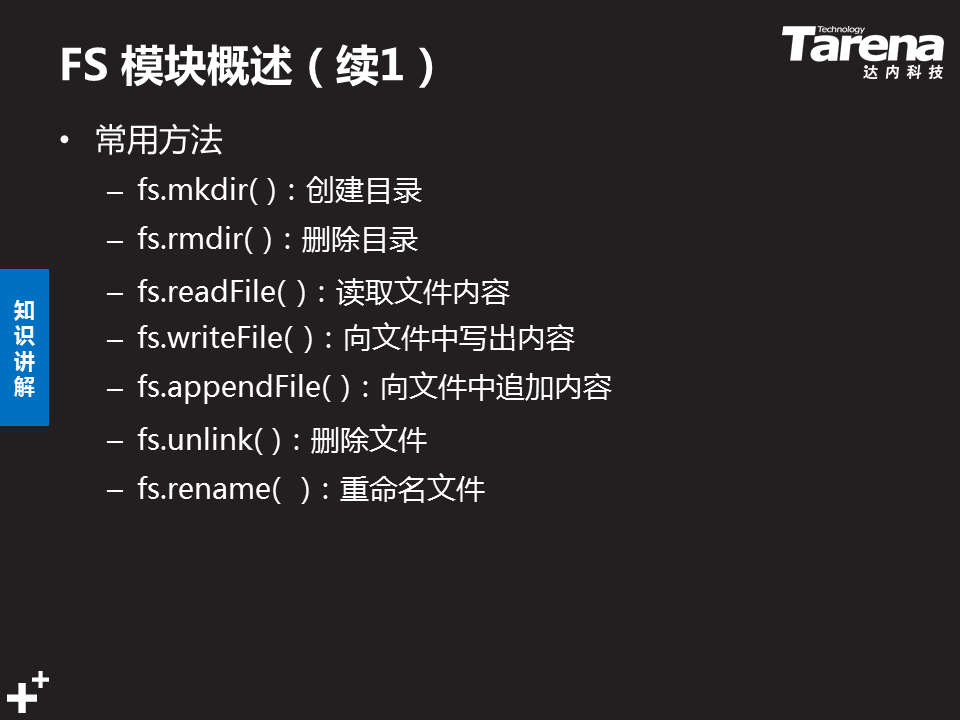 FS 模块概述（续1）
Technology
Tarena
达内科技
• 常用方法
– fs.mkdir( )：创建目录
– fs.rmdir( )：删除目录
– fs.readFile( )：读取文件内容
– fs.writeFile( )：向文件中写出内容
– fs.appendFile( )：向文件中追加内容
– fs.unlink( )：删除文件
– fs.rename(  )：重命名文件
知
识
讲
解